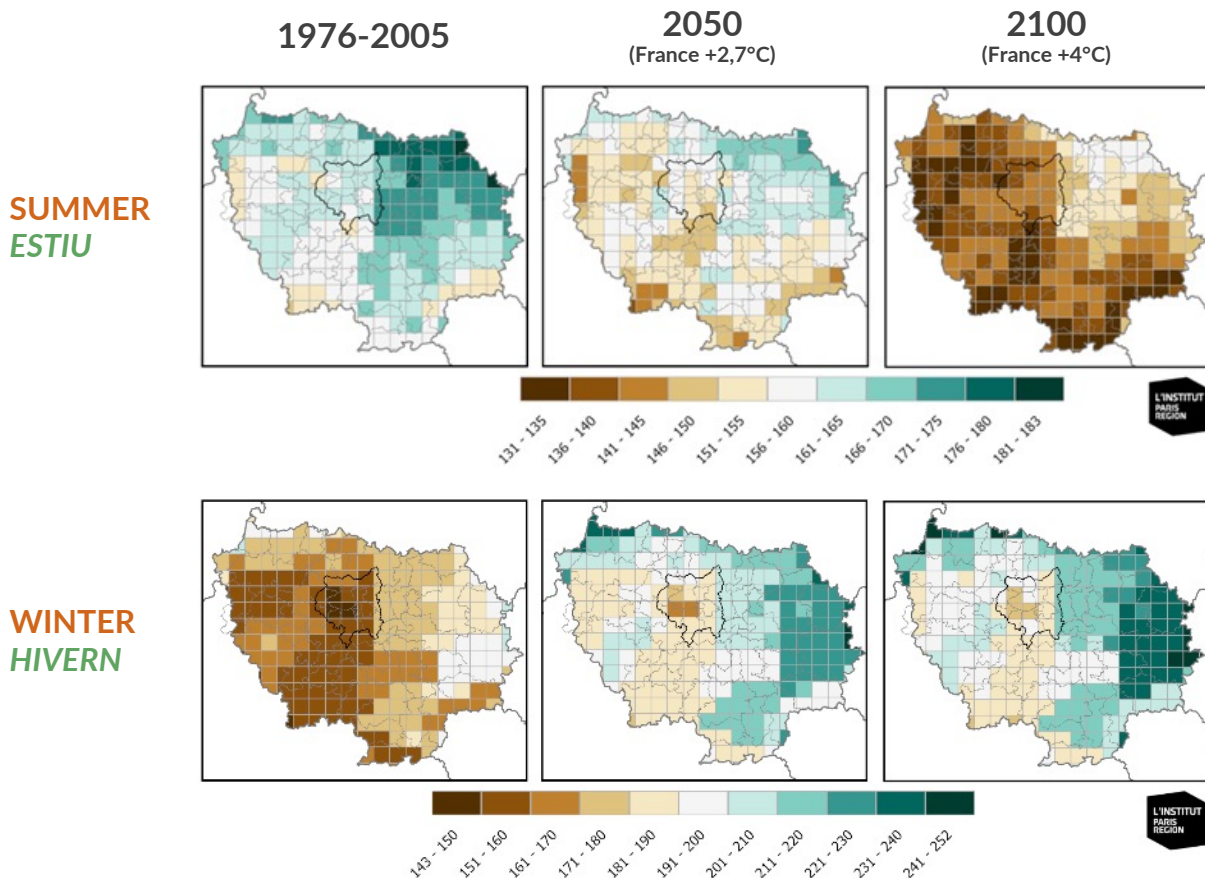 1976-2005
2050
(France +2,7°C)
2100
(France +4°C)
SUMMER
ESTIU
131 - 135
136 - 140
141 - 145
146 - 150
151 - 155
156 - 160
161 - 165
166 - 170
171 - 175
176 - 180
181 - 183
L'INSTITUT
PARIS
REGION
WINTER
HIVERN
143 - 150
151 - 160
161 - 170
171 - 180
181 - 190
191 - 200
201 - 210
211 - 220
221 - 230
231 - 240
241 - 252
L'INSTITUT
PARIS
REGION